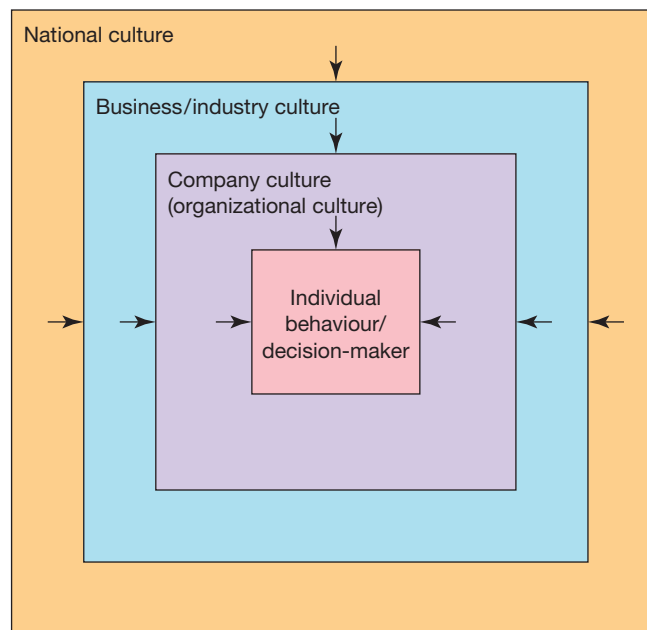 National culture
Business/industry culture
Company culture
(organizational culture)
Individual
behaviour/
decision-maker